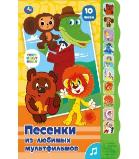 10 песен
Песенки
из любимых
мультфильмов